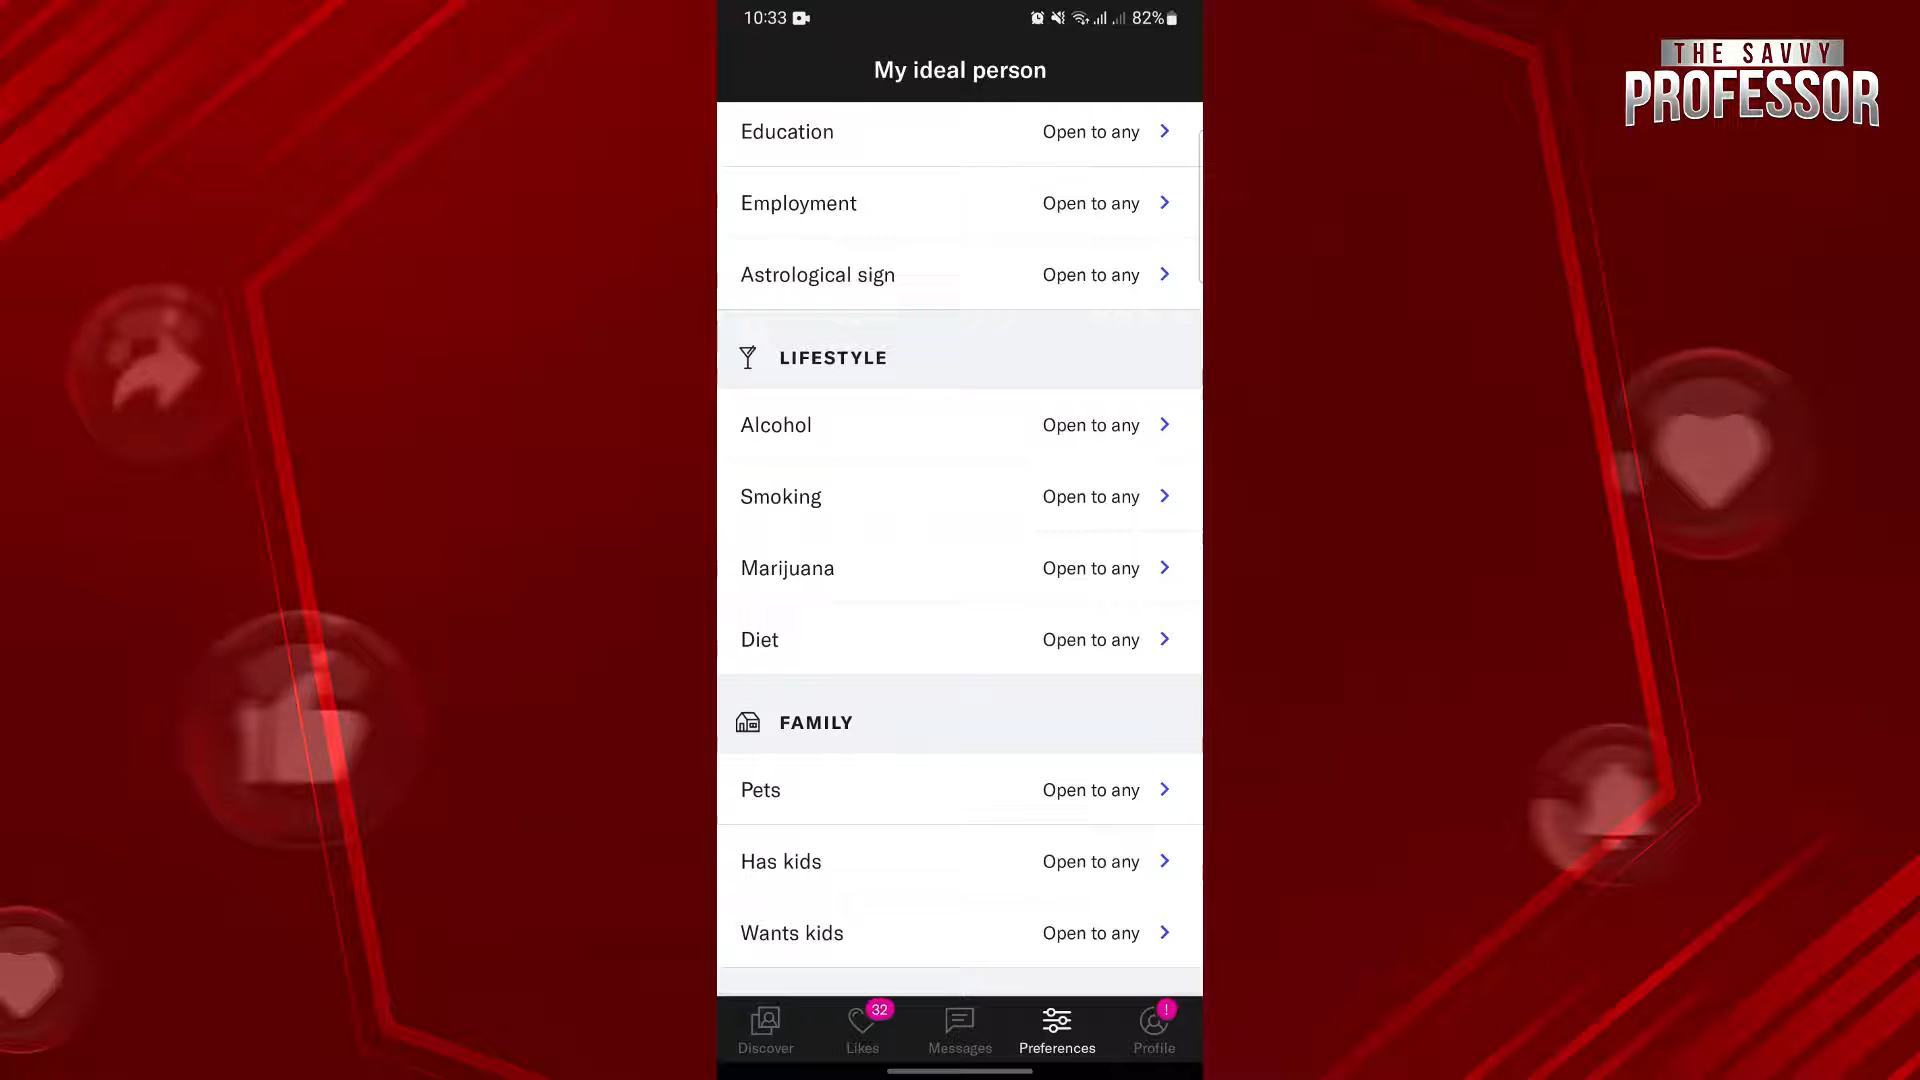 10:33 82%
THE SAVVY
PROFESSOR
My ideal person
Education Open to any
Employment Open to any
Astrological sign Open to any
LIFESTYLE
Alcohol Open to any
Smoking Open to any
Marijuana Open to any
Diet Open to any
FAMILY
Pets Open to any
Has kids Open to any
Wants kids Open to any
32 !
Discover Likes Messages Preferences Profile